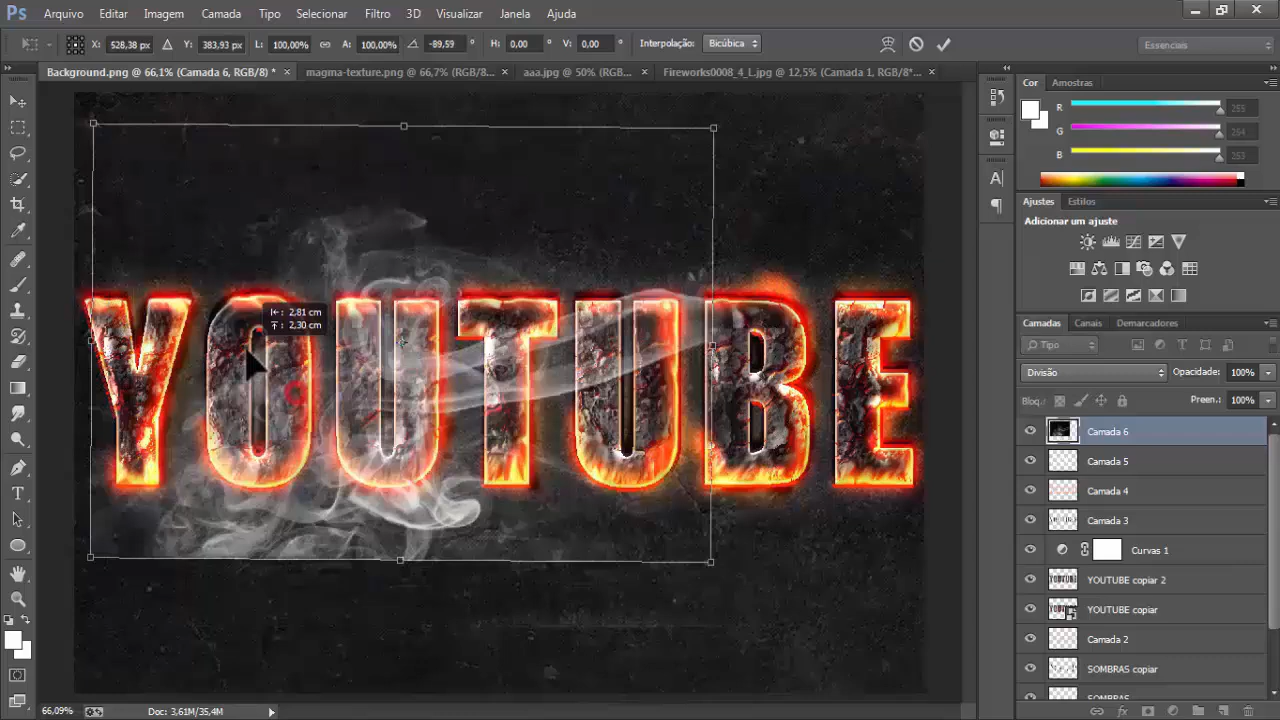 Ps Arquivo Editar Imagem Camada Tipo Selecionar Filtro 3D Visualizar Janela Ajuda
X: 528,38 px Y: 383,93 px L: 100,00% A: 100,00% -89,59 ° H: 0,00 ° V: 0,00 ° Interpolação: Bicúbica Essenciais
Background.png @ 66,1% (Camada 6, RGB/8) * × magma-texture.png @ 66,7% (RGB/8... × aaa.jpg @ 50% (RGB/8... × Fireworks0008_4_L.jpg @ 12,5% (Camada 1, RGB/8*... ×
Cor Amostras
R 255
G 254
B 253
Ajustes Estilos
Adicionar um ajuste
YOUTUBE
2,81 cm
2,30 cm
Camadas Canais Demarcadores
Tipo
Divisão Opacidade: 100%
Bloq.: Preen.: 100%
Camada 6
Camada 5
Camada 4
Camada 3
Curvas 1
YOUTUBE copiar 2
YOUTUBE copiar
Camada 2
SOMBRAS copiar
SOMBRAS
66,09% Doc: 3,61M/35,4M